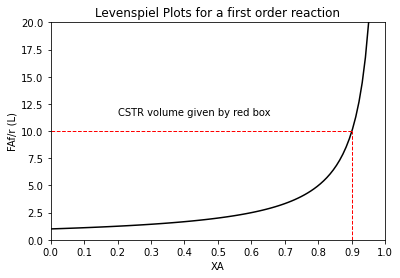 Levenspiel Plots for a first order reaction
20.0
17.5
15.0
12.5
10.0
7.5
5.0
2.5
0.0
FAf/r (L)
CSTR volume given by red box
0.0 0.1 0.2 0.3 0.4 0.5 0.6 0.7 0.8 0.9 1.0
XA